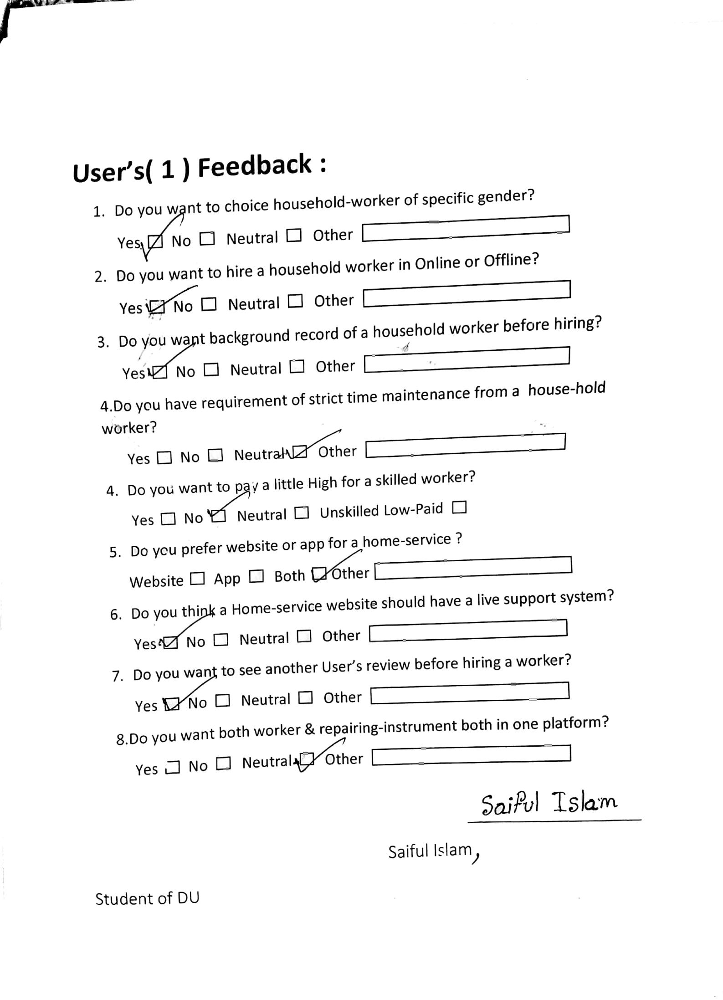 User's( 1 ) Feedback :
1. Do you want to choice household-worker of specific gender?
Yes ☑ No ☐ Neutral ☐ Other
2. Do you want to hire a household worker in Online or Offline?
Yes ☑ No ☐ Neutral ☐ Other
3. Do you want background record of a household worker before hiring?
Yes ☑ No ☐ Neutral ☐ Other
4.Do you have requirement of strict time maintenance from a house-hold
worker?
Yes ☐ No ☐ Neutral ☑ Other
4. Do you want to pay a little High for a skilled worker?
Yes ☐ No ☑ Neutral ☐ Unskilled Low-Paid ☐
5. Do you prefer website or app for a home-service ?
Website ☐ App ☐ Both ☑ Other
6. Do you think a Home-service website should have a live support system?
Yes ☑ No ☐ Neutral ☐ Other
7. Do you want to see another User's review before hiring a worker?
Yes ☑ No ☐ Neutral ☐ Other
8.Do you want both worker & repairing-instrument both in one platform?
Yes ☐ No ☐ Neutral ☑ Other
Saiful Islam
Saiful Islam,
Student of DU